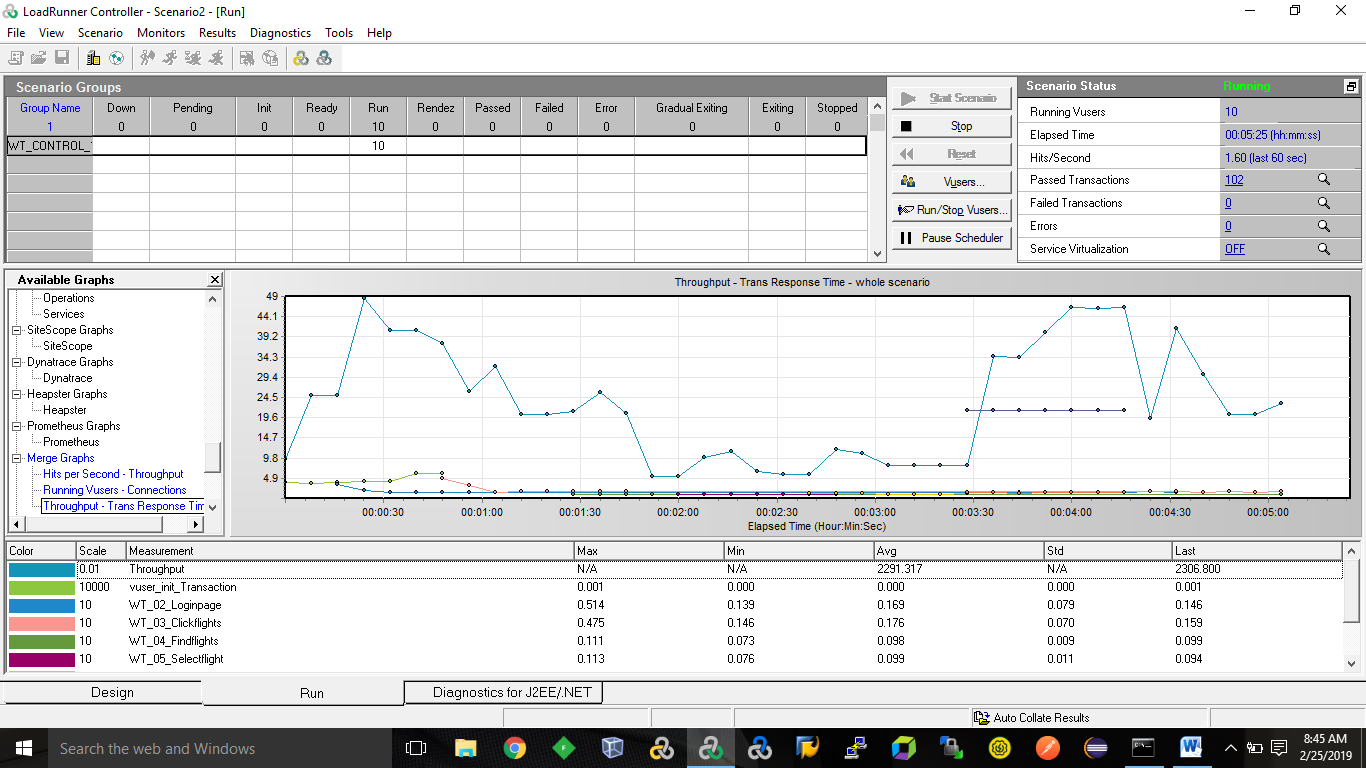 LoadRunner Controller - Scenario2 - [Run]
File View Scenario Monitors Results Diagnostics Tools Help
Scenario Groups
Group Name Down Pending Init Ready Run Rendez Passed Failed Error Gradual Exiting Exiting Stopped
1 0 0 0 0 10 0 0 0 0 0 0 0
WT_CONTROL_ 10
Start Scenario
Stop
Reset
Vusers...
Run/Stop Vusers...
Pause Scheduler
Scenario Status Running
Running Vusers 10
Elapsed Time 00:05:25 (hh:mm:ss)
Hits/Second 1.60 (last 60 sec)
Passed Transactions 102
Failed Transactions 0
Errors 0
Service Virtualization OFF
Available Graphs
Operations
Services
SiteScope Graphs
SiteScope
Dynatrace Graphs
Dynatrace
Heapster Graphs
Heapster
Prometheus Graphs
Prometheus
Merge Graphs
Hits per Second - Throughput
Running Vusers - Connections
Throughput - Trans Response Tim
Throughput - Trans Response Time - whole scenario
49
44.1
39.2
34.3
29.4
24.5
19.6
14.7
9.8
4.9
00:00:30 00:01:00 00:01:30 00:02:00 00:02:30 00:03:00 00:03:30 00:04:00 00:04:30 00:05:00
Elapsed Time (Hour:Min:Sec)
Color Scale Measurement Max Min Avg Std Last
0.01 Throughput N/A N/A 2291.317 N/A 2306.800
10000 vuser_init_Transaction 0.001 0.000 0.000 0.000 0.001
10 WT_02_Loginpage 0.514 0.139 0.169 0.079 0.146
10 WT_03_Clickflights 0.475 0.146 0.176 0.070 0.159
10 WT_04_Findflights 0.111 0.073 0.098 0.009 0.099
10 WT_05_Selectflight 0.113 0.076 0.099 0.011 0.094
Design Run Diagnostics for J2EE/.NET
Auto Collate Results
Search the web and Windows
8:45 AM
2/25/2019